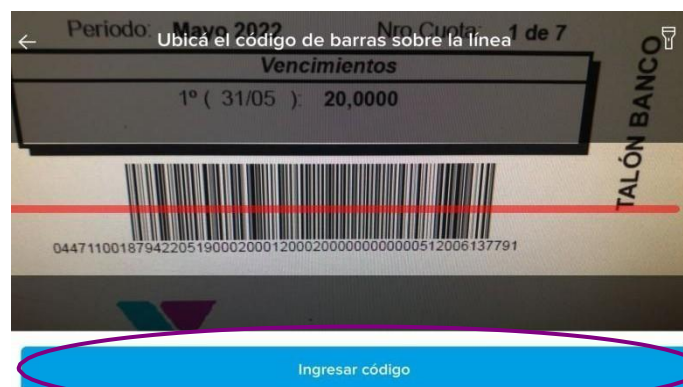 Periodo: Mayo 2022 Nro Cuota: 1 de 7
Ubicá el código de barras sobre la línea
Vencimientos
1º ( 31/05 ): 20,0000
TALÓN BANCO
04471100187942205190002000120002000000000000512006137791
Ingresar código